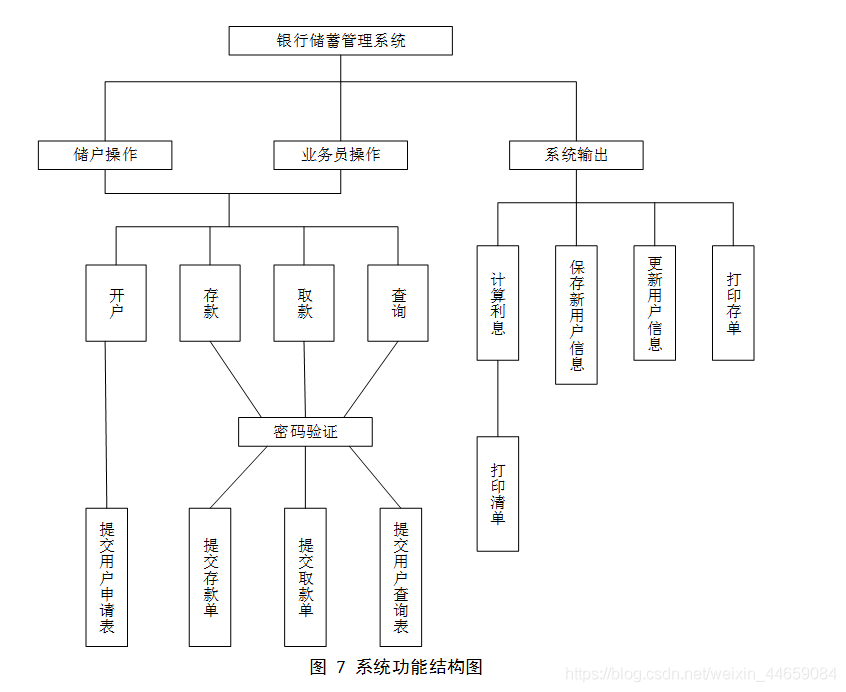 银行储蓄管理系统
储户操作
业务员操作
系统输出
开户
存款
取款
查询
计算利息
保存新用户信息
更新用户信息
打印存单
密码验证
打印清单
提交用户申请表
提交存款单
提交取款单
提交用户查询表
图 7 系统功能结构图
https://blog.csdn.net/weixin_44659084